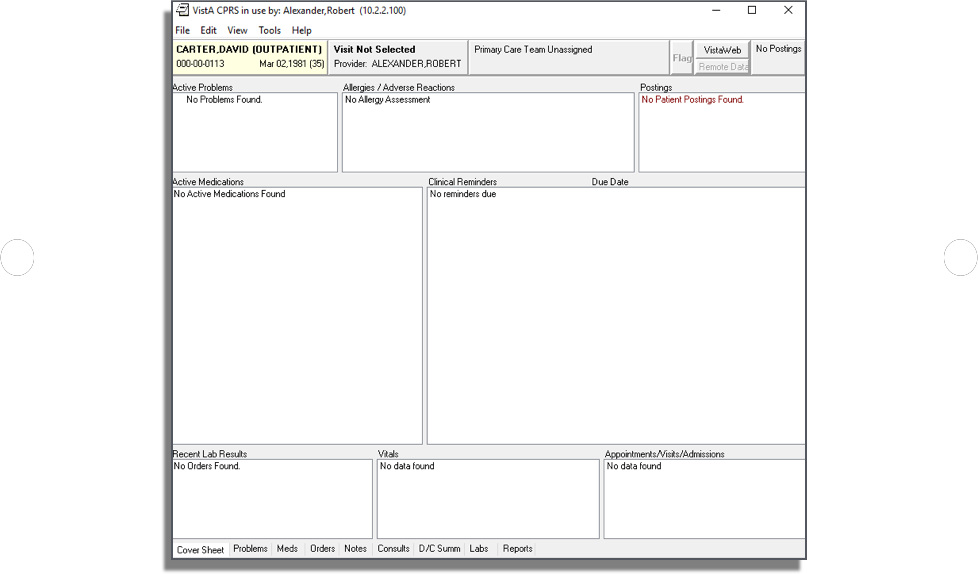 VistA CPRS in use by: Alexander,Robert (10.2.2.100)
File Edit View Tools Help
CARTER,DAVID (OUTPATIENT)
000-00-0113 Mar 02,1981 (35)
Visit Not Selected
Provider: ALEXANDER,ROBERT
Primary Care Team Unassigned
Flag
VistaWeb
Remote Data
No Postings
Active Problems
No Problems Found.
Allergies / Adverse Reactions
No Allergy Assessment
Postings
No Patient Postings Found.
Active Medications
No Active Medications Found
Clinical Reminders Due Date
No reminders due
Recent Lab Results
No Orders Found.
Vitals
No data found
Appointments/Visits/Admissions
No data found
Cover Sheet Problems Meds Orders Notes Consults D/C Summ Labs Reports